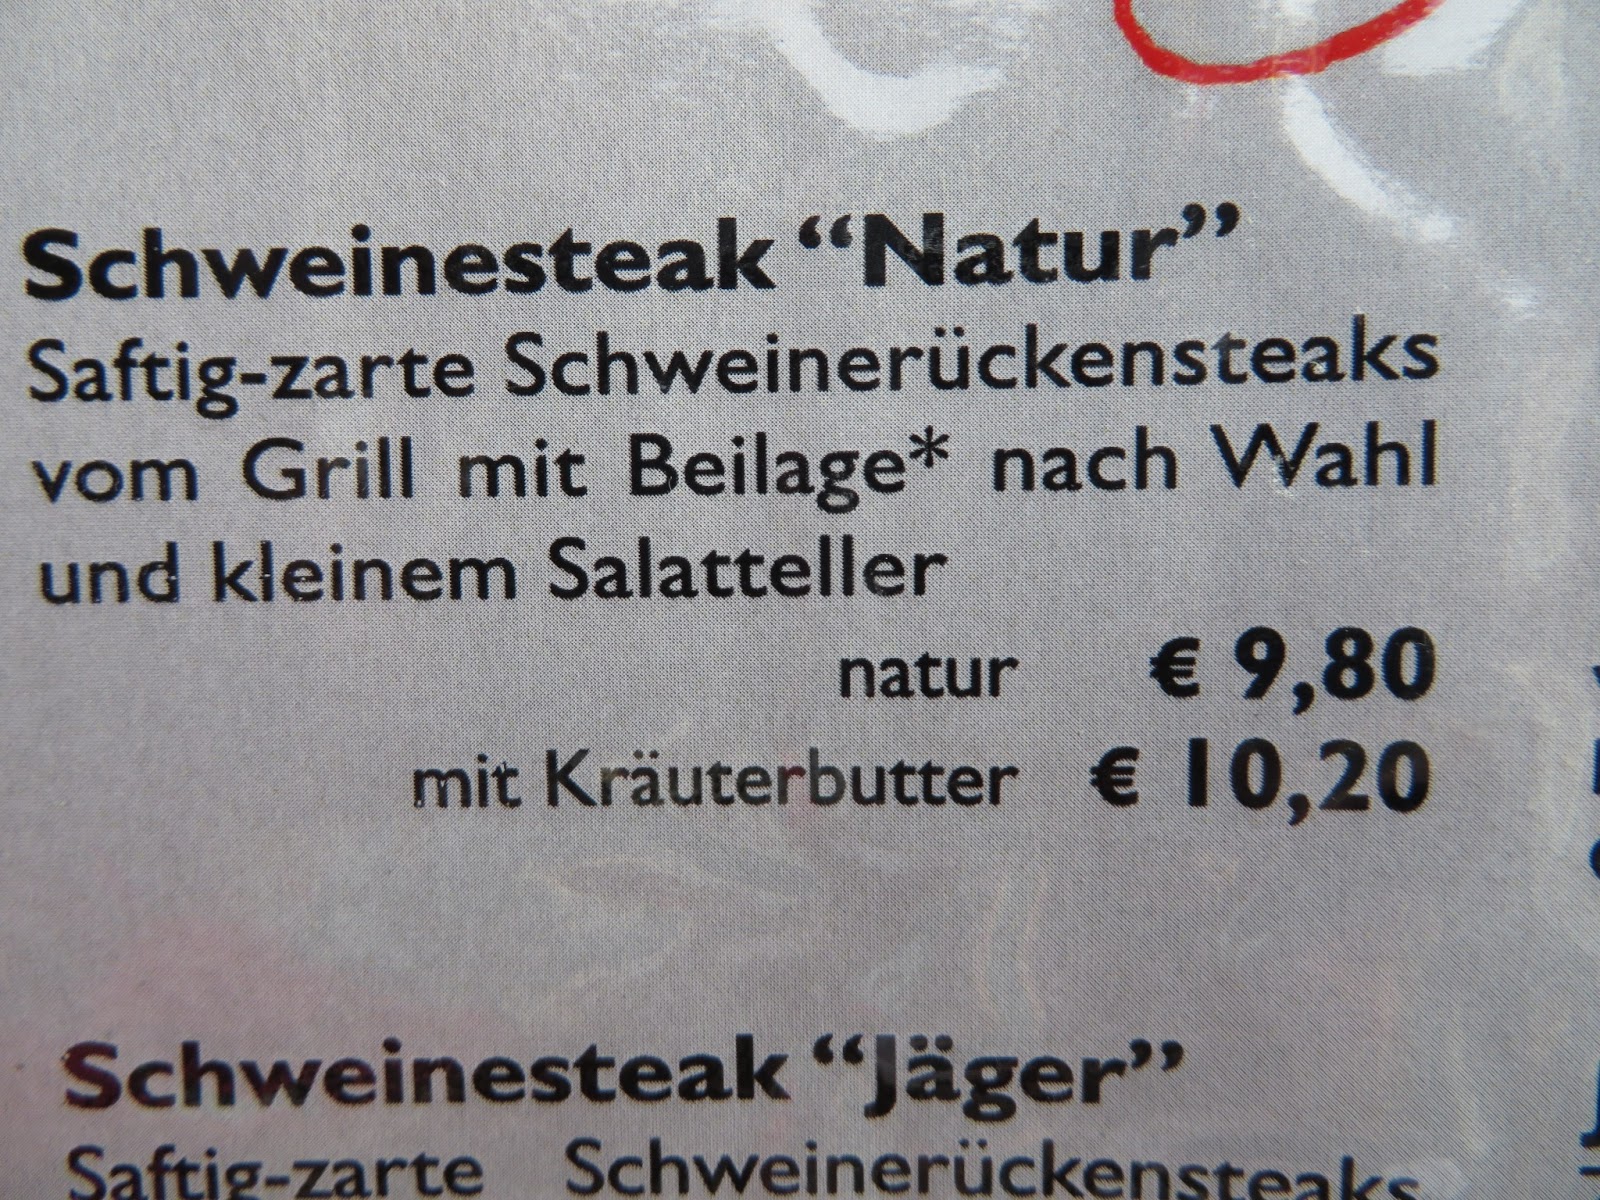 Schweinesteak “Natur”
Saftig-zarte Schweinerückensteaks
vom Grill mit Beilage* nach Wahl
und kleinem Salatteller
natur € 9,80
mit Kräuterbutter € 10,20
Schweinesteak “Jäger”
Saftig-zarte Schweinerückensteaks